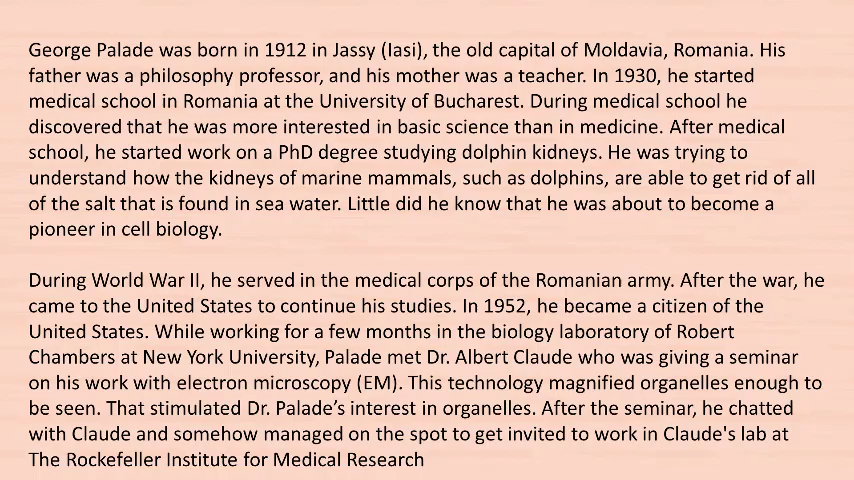 George Palade was born in 1912 in Jassy (Iasi), the old capital of Moldavia, Romania. His
father was a philosophy professor, and his mother was a teacher. In 1930, he started
medical school in Romania at the University of Bucharest. During medical school he
discovered that he was more interested in basic science than in medicine. After medical
school, he started work on a PhD degree studying dolphin kidneys. He was trying to
understand how the kidneys of marine mammals, such as dolphins, are able to get rid of all
of the salt that is found in sea water. Little did he know that he was about to become a
pioneer in cell biology.
During World War II, he served in the medical corps of the Romanian army. After the war, he
came to the United States to continue his studies. In 1952, he became a citizen of the
United States. While working for a few months in the biology laboratory of Robert
Chambers at New York University, Palade met Dr. Albert Claude who was giving a seminar
on his work with electron microscopy (EM). This technology magnified organelles enough to
be seen. That stimulated Dr. Palade’s interest in organelles. After the seminar, he chatted
with Claude and somehow managed on the spot to get invited to work in Claude's lab at
The Rockefeller Institute for Medical Research